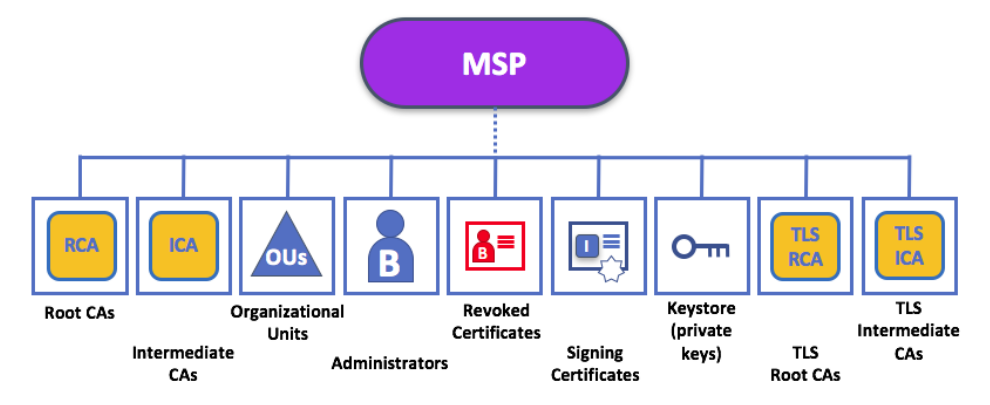 MSP
RCA
ICA
OUs
B
B
I
TLS
RCA
TLS
ICA
Root CAs
Intermediate
CAs
Organizational
Units
Administrators
Revoked
Certificates
Signing
Certificates
Keystore
(private
keys)
TLS
Root CAs
TLS
Intermediate
CAs